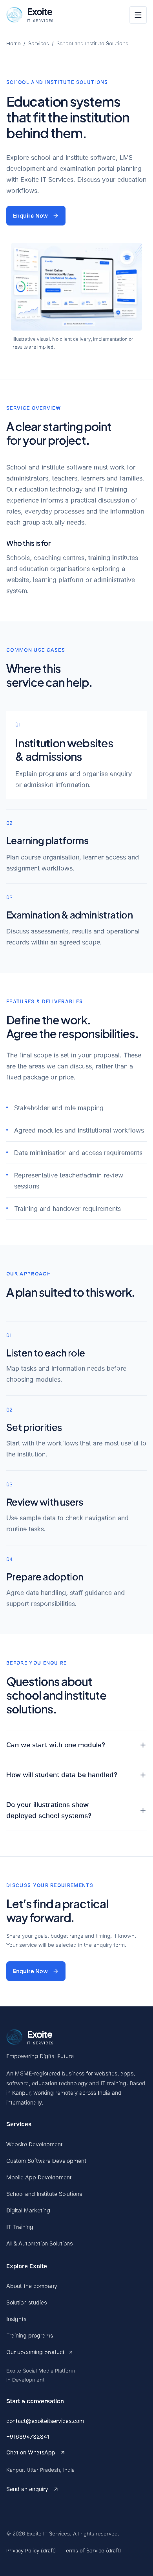 Exoite
IT SERVICES
Home / Services / School and Institute Solutions
SCHOOL AND INSTITUTE SOLUTIONS
Education systems
that fit the institution
behind them.
Explore school and institute software, LMS
development and examination portal planning
with Exoite IT Services. Discuss your education
workflows.
Enquire Now →
Smart Online
Examination Platform
for Teachers & Students
Illustrative visual. No client delivery, implementation or
results are implied.
SERVICE OVERVIEW
A clear starting point
for your project.
School and institute software must work for
administrators, teachers, learners and families.
Our education technology and IT training
experience informs a practical discussion of
roles, everyday processes and the information
each group actually needs.
Who this is for
Schools, coaching centres, training institutes
and education organisations exploring a
website, learning platform or administrative
system.
COMMON USE CASES
Where this
service can help.
01
Institution websites
& admissions
Explain programs and organise enquiry
or admission information.
02
Learning platforms
Plan course organisation, learner access and
assignment workflows.
03
Examination & administration
Discuss assessments, results and operational
records within an agreed scope.
FEATURES & DELIVERABLES
Define the work.
Agree the responsibilities.
The final scope is set in your proposal. These
are the areas we can discuss, rather than a
fixed package or price.
• Stakeholder and role mapping
• Agreed modules and institutional workflows
• Data minimisation and access requirements
• Representative teacher/admin review
sessions
• Training and handover requirements
OUR APPROACH
A plan suited to this work.
01
Listen to each role
Map tasks and information needs before
choosing modules.
02
Set priorities
Start with the workflows that are most useful to
the institution.
03
Review with users
Use sample data to check navigation and
routine tasks.
04
Prepare adoption
Agree data handling, staff guidance and
support responsibilities.
BEFORE YOU ENQUIRE
Questions about
school and institute
solutions.
Can we start with one module? +
How will student data be handled? +
Do your illustrations show
deployed school systems? +
DISCUSS YOUR REQUIREMENTS
Let's find a practical
way forward.
Share your goals, budget range and timing, if known.
Your service will be selected in the enquiry form.
Enquire Now →
Exoite
IT SERVICES
Empowering Digital Future
An MSME-registered business for websites, apps,
software, education technology and IT training. Based
in Kanpur, working remotely across India and
internationally.
Services
Website Development
Custom Software Development
Mobile App Development
School and Institute Solutions
Digital Marketing
IT Training
AI & Automation Solutions
Explore Exoite
About the company
Solution studies
Insights
Training programs
Our upcoming product ↗
Exoite Social Media Platform
In Development
Start a conversation
contact@exoiteitservices.com
+916394732841
Chat on WhatsApp ↗
Kanpur, Uttar Pradesh, India
Send an enquiry ↗
© 2026 Exoite IT Services. All rights reserved.
Privacy Policy (draft) Terms of Service (draft)